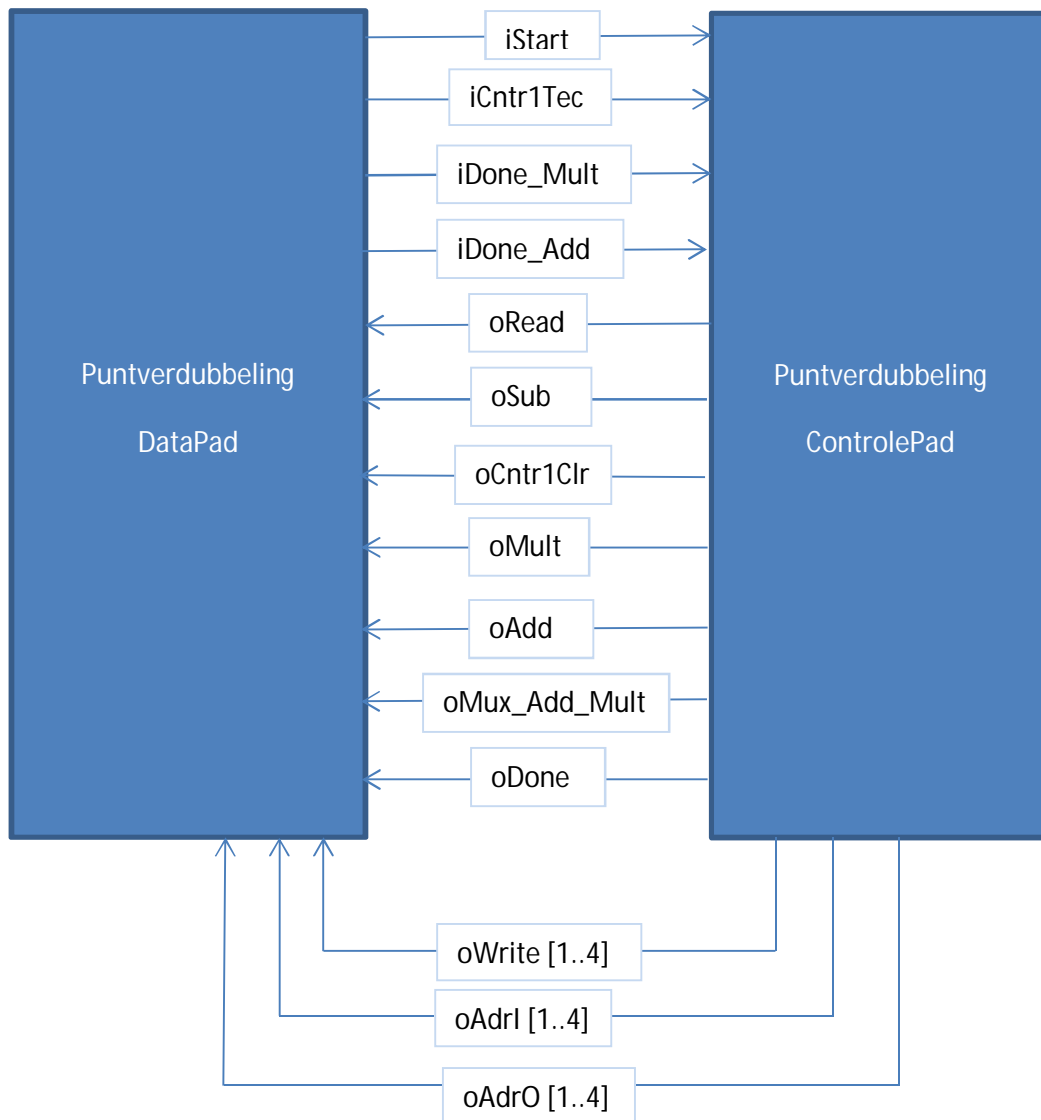 iStart
iCntr1Tec
iDone_Mult
iDone_Add
oRead
Puntverdubbeling
DataPad
Puntverdubbeling
ControlePad
oSub
oCntr1Clr
oMult
oAdd
oMux_Add_Mult
oDone
oWrite [1..4]
oAdrI [1..4]
oAdrO [1..4]